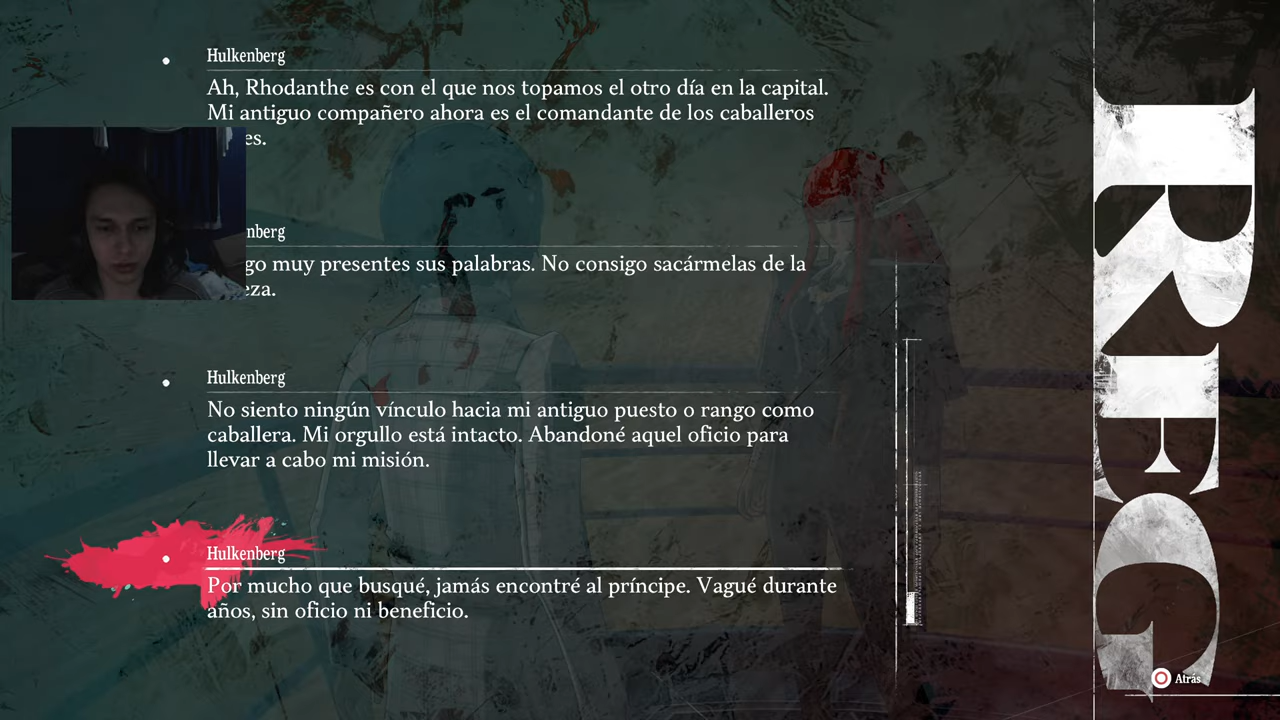 Hulkenberg
Ah, Rhodanthe es con el que nos topamos el otro día en la capital.
Mi antiguo compañero ahora es el comandante de los caballeros
es.
nberg
go muy presentes sus palabras. No consigo sacármelas de la
eza.
Hulkenberg
No siento ningún vínculo hacia mi antiguo puesto o rango como
caballera. Mi orgullo está intacto. Abandoné aquel oficio para
llevar a cabo mi misión.
Hulkenberg
Por mucho que busqué, jamás encontré al príncipe. Vagué durante
años, sin oficio ni beneficio.
Atrás